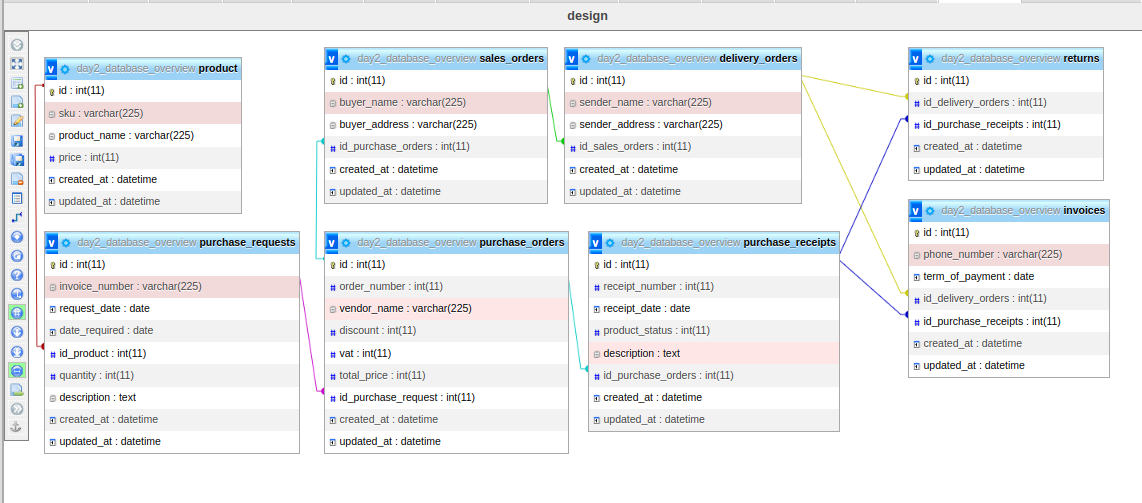 design
day2_database_overview product
id : int(11)
sku : varchar(225)
product_name : varchar(225)
price : int(11)
created_at : datetime
updated_at : datetime
day2_database_overview sales_orders
id : int(11)
buyer_name : varchar(225)
buyer_address : varchar(225)
id_purchase_orders : int(11)
created_at : datetime
updated_at : datetime
day2_database_overview delivery_orders
id : int(11)
sender_name : varchar(225)
sender_address : varchar(225)
id_sales_orders : int(11)
created_at : datetime
updated_at : datetime
day2_database_overview returns
id : int(11)
id_delivery_orders : int(11)
id_purchase_receipts : int(11)
created_at : datetime
updated_at : datetime
day2_database_overview purchase_requests
id : int(11)
invoice_number : varchar(225)
request_date : date
date_required : date
id_product : int(11)
quantity : int(11)
description : text
created_at : datetime
updated_at : datetime
day2_database_overview purchase_orders
id : int(11)
order_number : int(11)
vendor_name : varchar(225)
discount : int(11)
vat : int(11)
total_price : int(11)
id_purchase_request : int(11)
created_at : datetime
updated_at : datetime
day2_database_overview purchase_receipts
id : int(11)
receipt_number : int(11)
receipt_date : date
product_status : int(11)
description : text
id_purchase_orders : int(11)
created_at : datetime
updated_at : datetime
day2_database_overview invoices
id : int(11)
phone_number : varchar(225)
term_of_payment : date
id_delivery_orders : int(11)
id_purchase_receipts : int(11)
created_at : datetime
updated_at : datetime